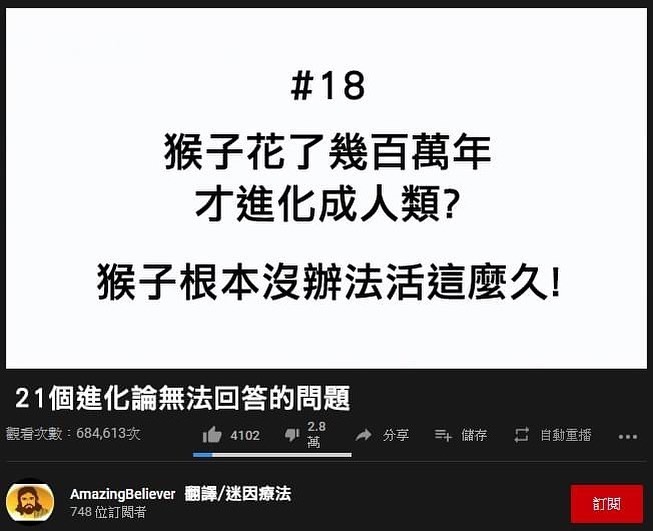 #18
猴子花了幾百萬年
才進化成人類?
猴子根本沒辦法活這麼久!
21個進化論無法回答的問題
觀看次數：684,613次
4102
2.8
萬
分享
儲存
自動重播
AmazingBeliever 翻譯/迷因療法
748 位訂閱者
訂閱